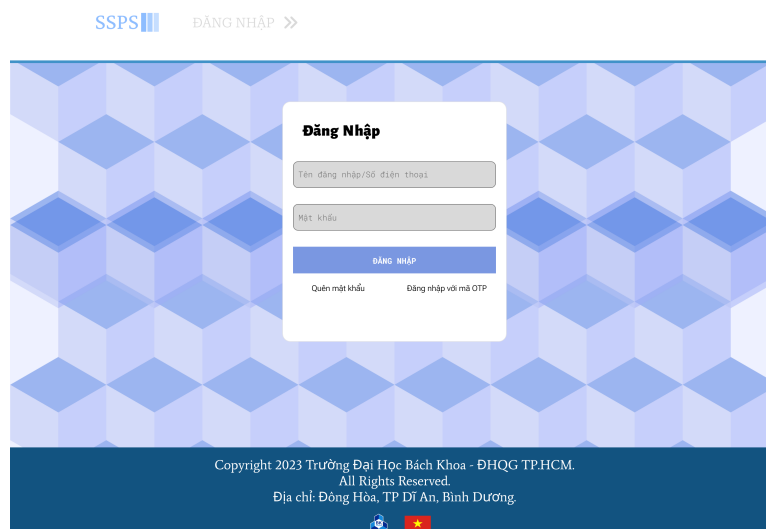 SSPS
ĐĂNG NHẬP
Đăng Nhập
Tên đăng nhập/Số điện thoại
Mật khẩu
ĐĂNG NHẬP
Quên mật khẩu
Đăng nhập với mã OTP
Copyright 2023 Trường Đại Học Bách Khoa - ĐHQG TP.HCM.
All Rights Reserved.
Địa chỉ: Đông Hòa, TP Dĩ An, Bình Dương.